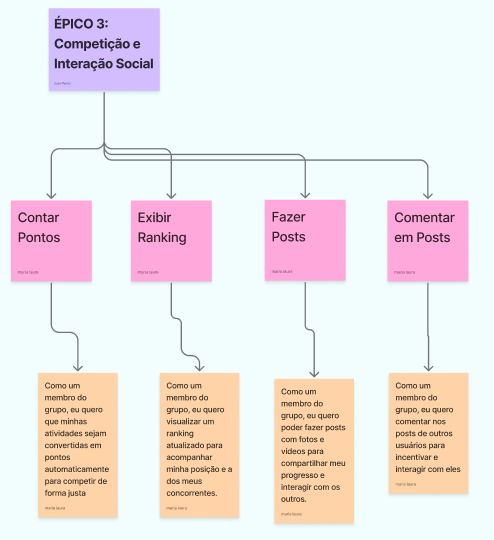 ÉPICO 3:
Competição e
Interação Social
Contar
Pontos
maria laura
Exibir
Ranking
maria laura
Fazer
Posts
maria laura
Comentar
em Posts
maria laura
Como um
membro do
grupo, eu quero
que minhas
atividades sejam
convertidas em
pontos
automaticamente
para competir de
forma justa
maria laura
Como um
membro do
grupo, eu quero
visualizar um
ranking
atualizado para
acompanhar
minha posição e a
dos meus
concorrentes.
maria laura
Como um
membro do
grupo, eu quero
poder fazer posts
com fotos e
vídeos para
compartilhar meu
progresso e
interagir com os
outros.
maria laura
Como um
membro do
grupo, eu quero
comentar nos
posts de outros
usuários para
incentivar e
interagir com eles
maria laura